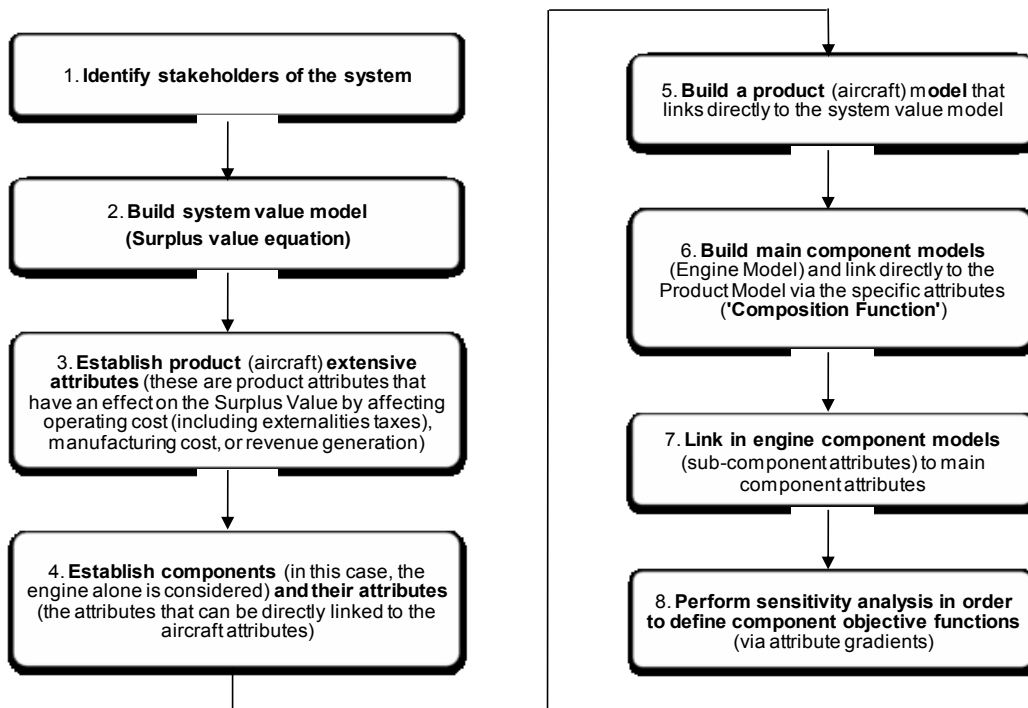 1. Identify stakeholders of the system
2. Build system value model
(Surplus value equation)
3. Establish product (aircraft) extensive
attributes (these are product attributes that
have an effect on the Surplus Value by affecting
operating cost (including externalities taxes),
manufacturing cost, or revenue generation)
4. Establish components (in this case, the
engine alone is considered) and their attributes
(the attributes that can be directly linked to the
aircraft attributes)
5. Build a product (aircraft) model that
links directly to the system value model
6. Build main component models
(Engine Model) and link directly to the
Product Model via the specific attributes
('Composition Function')
7. Link in engine component models
(sub-component attributes) to main
component attributes
8. Perform sensitivity analysis in order
to define component objective functions
(via attribute gradients)